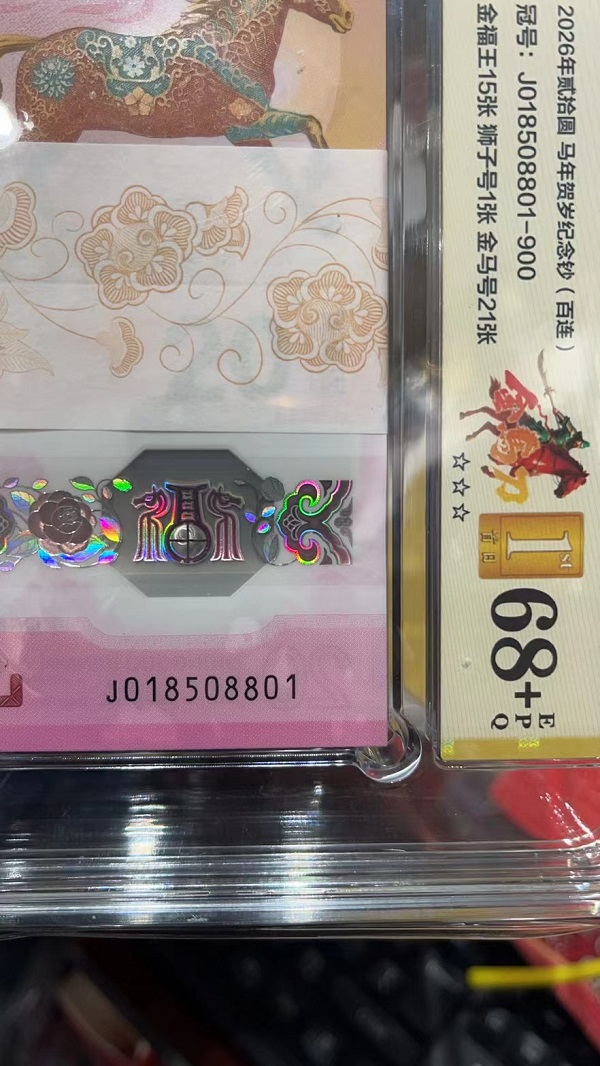 2026年贰拾圆 马年贺岁纪念钞（百连）
冠号：J018508801-900
金福王15张 狮子号1张 金马号21张
☆☆☆
1ST
首日
68+
EPQ
J018508801